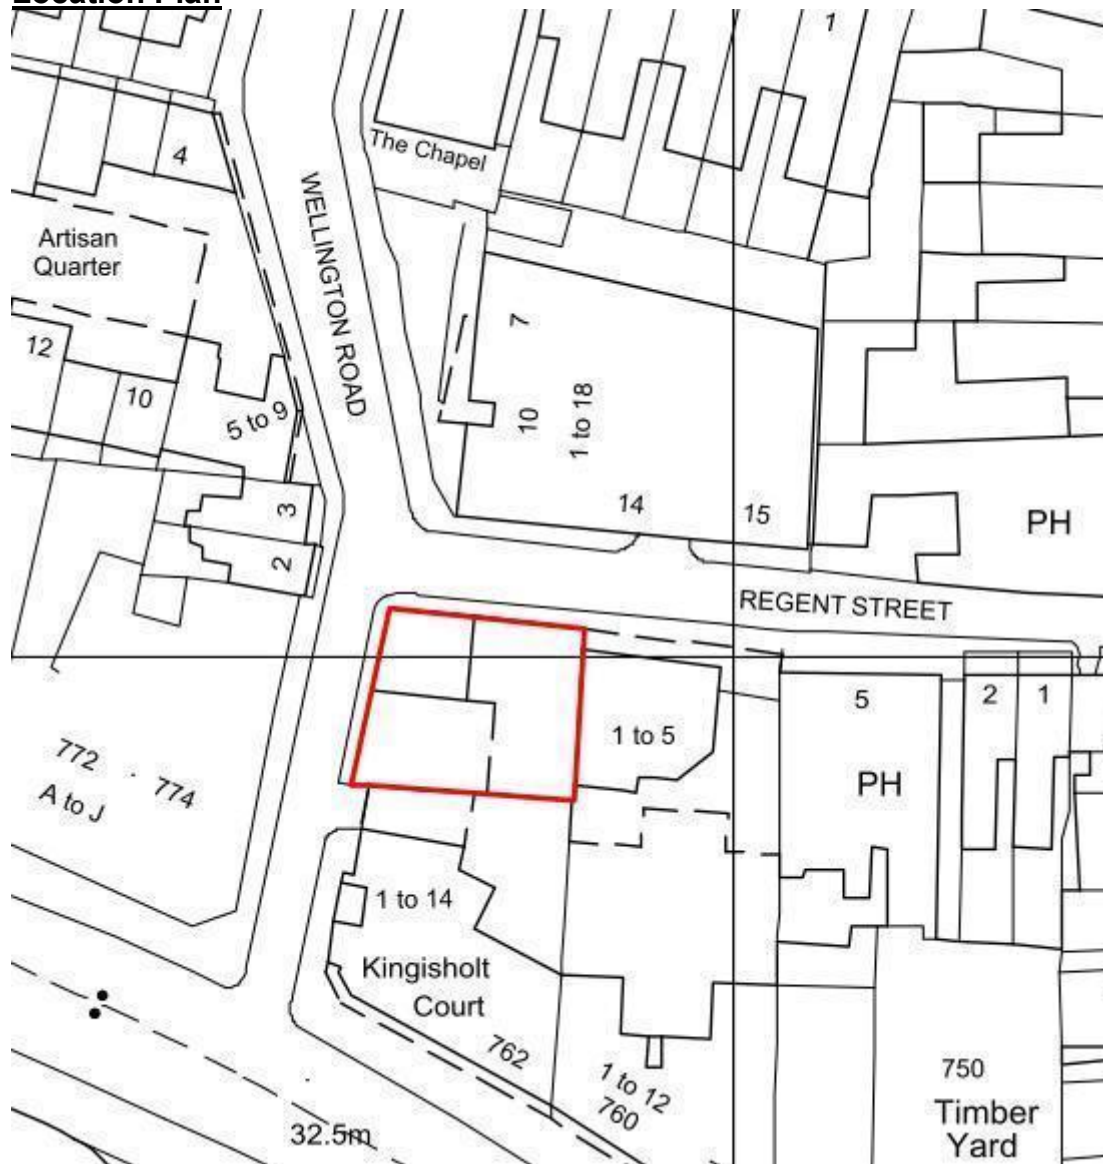 Location Plan
1
4
The Chapel
WELLINGTON ROAD
Artisan
Quarter
7
12
10
5 to 9
10
1 to 18
3
14
15
PH
2
REGENT STREET
5
2
1
1 to 5
772
774
A to J
PH
1 to 14
Kingisholt
Court
762
1 to 12
760
750
Timber
Yard
32.5m